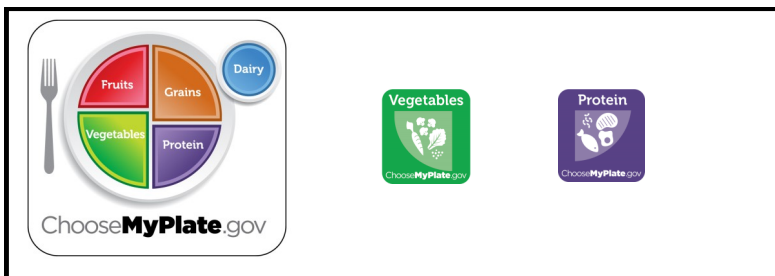 Fruits
Grains
Dairy
Vegetables
Protein
ChooseMyPlate.gov
Vegetables
ChooseMyPlate.gov
Protein
ChooseMyPlate.gov